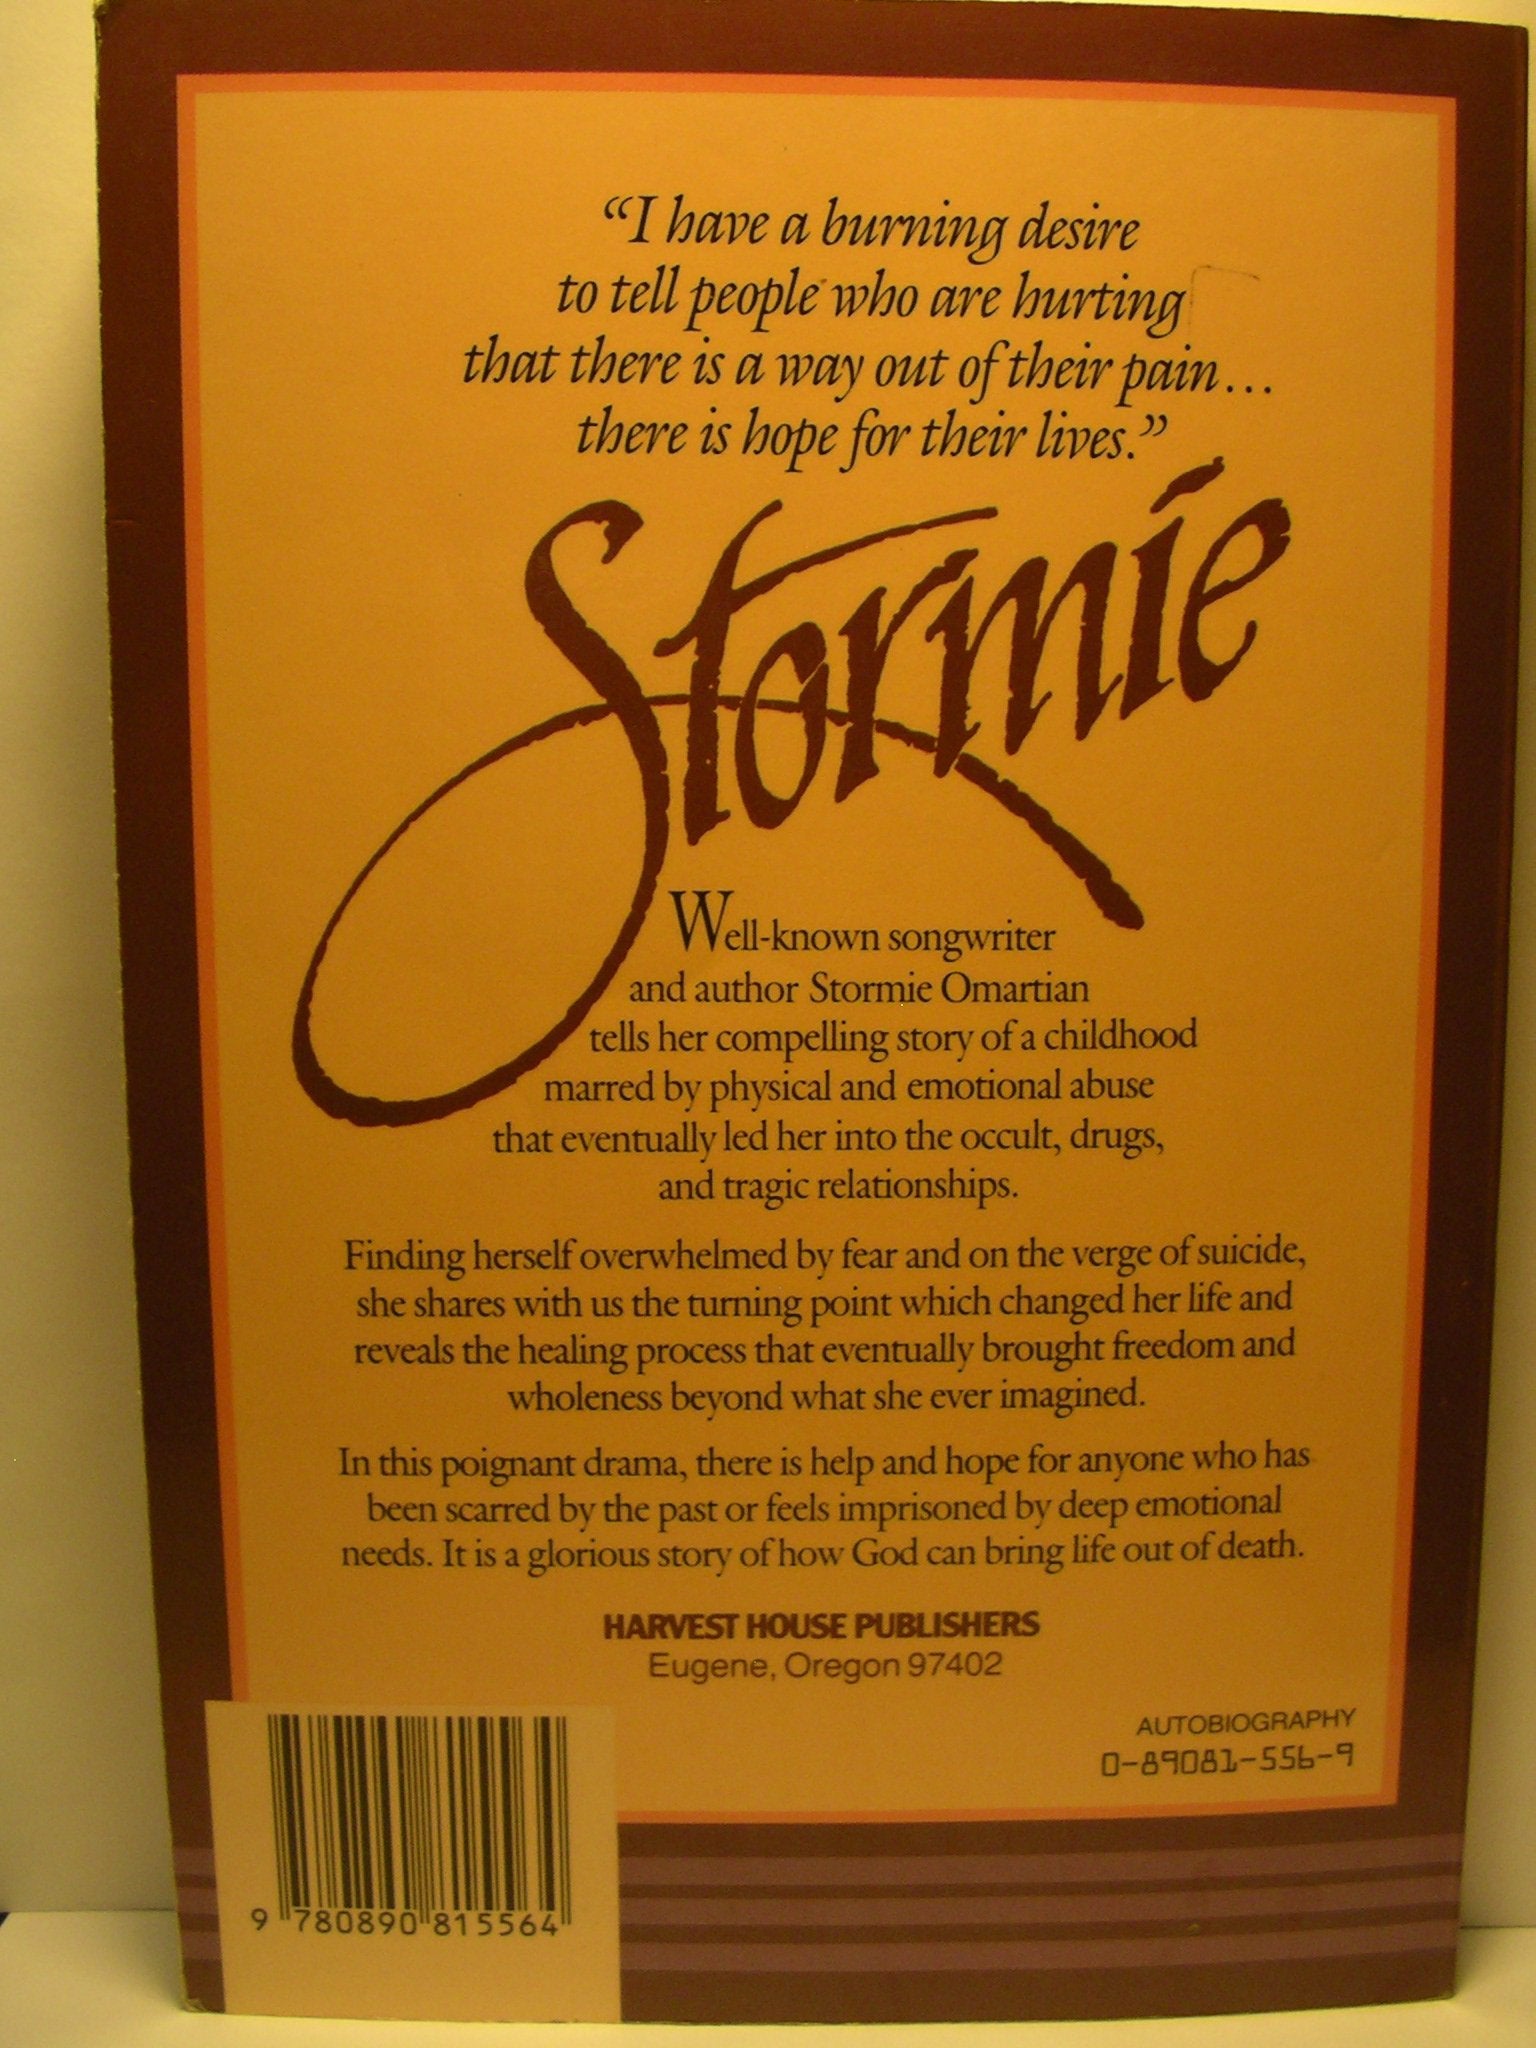 “I have a burning desire
to tell people who are hurting
that there is a way out of their pain...
there is hope for their lives.”
Stormie
Well-known songwriter
and author Stormie Omartian
tells her compelling story of a childhood
marred by physical and emotional abuse
that eventually led her into the occult, drugs,
and tragic relationships.
Finding herself overwhelmed by fear and on the verge of suicide,
she shares with us the turning point which changed her life and
reveals the healing process that eventually brought freedom and
wholeness beyond what she ever imagined.
In this poignant drama, there is help and hope for anyone who has
been scarred by the past or feels imprisoned by deep emotional
needs. It is a glorious story of how God can bring life out of death.
HARVEST HOUSE PUBLISHERS
Eugene, Oregon 97402
AUTOBIOGRAPHY
0-89081-556-9
9 780890 815564